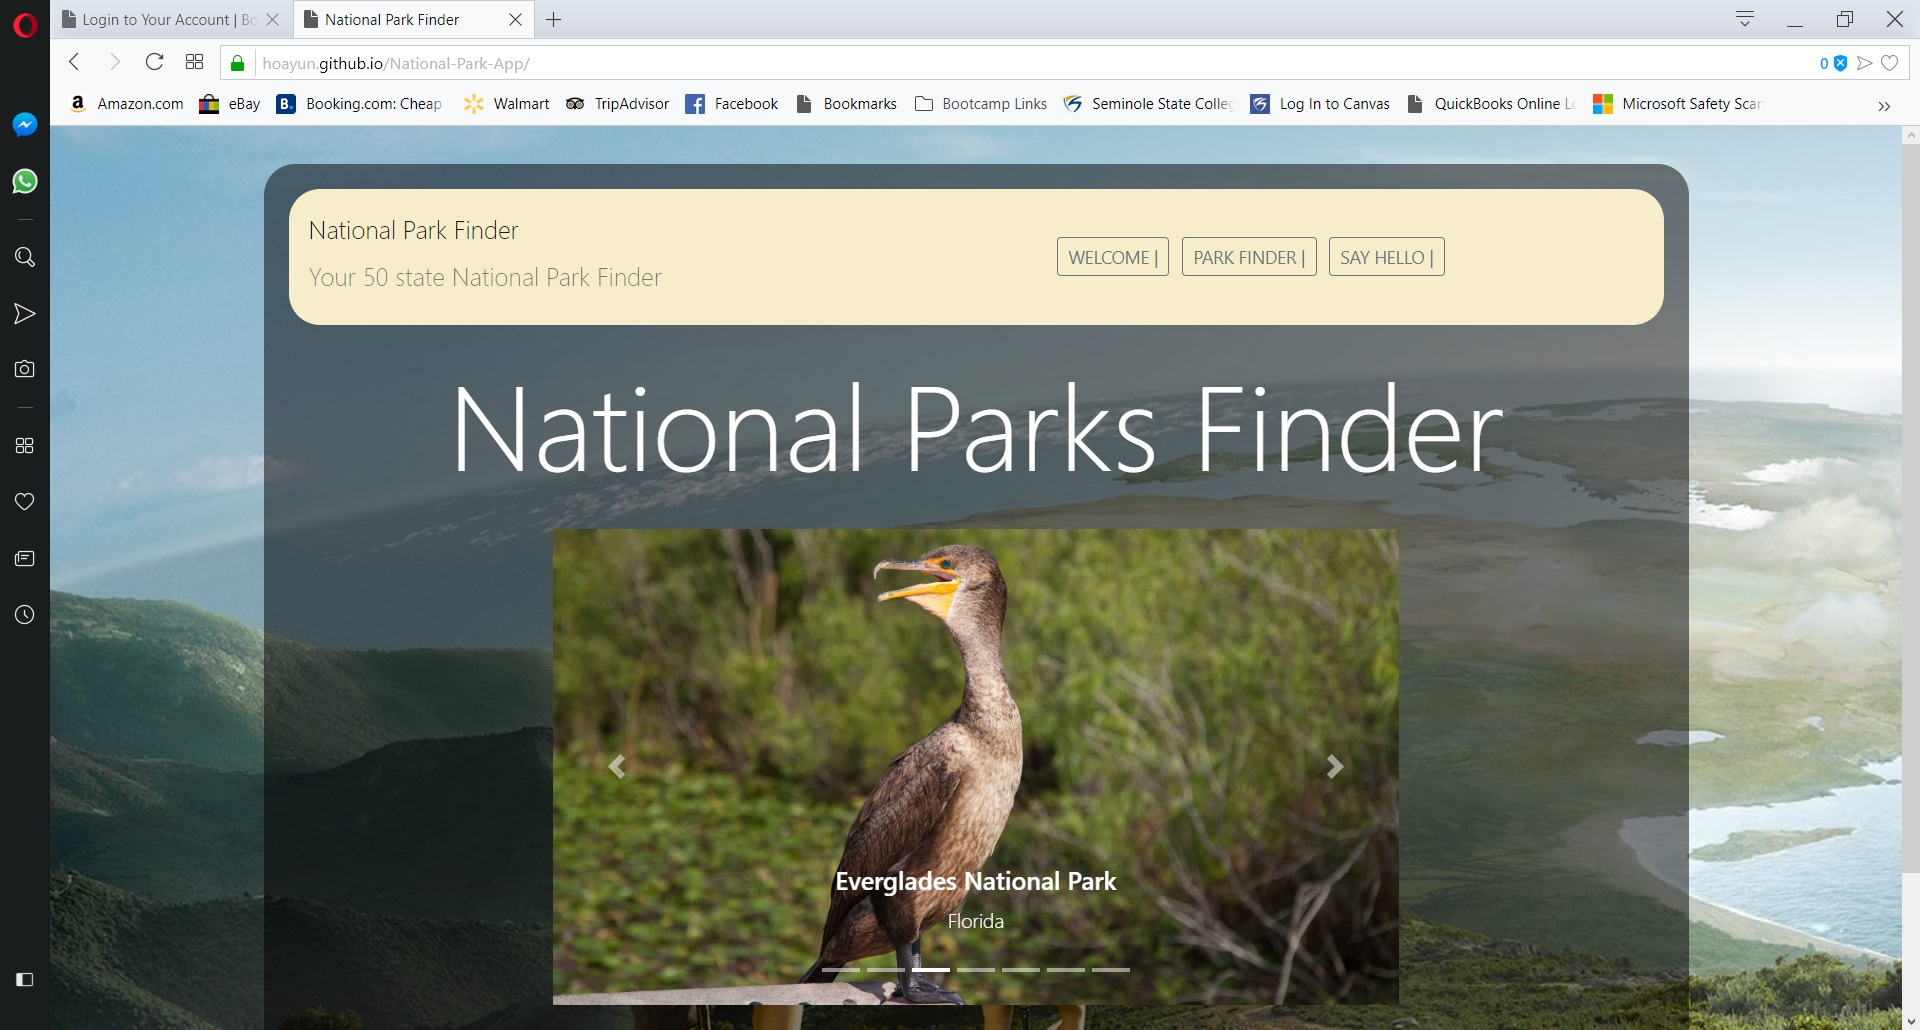 Login to Your Account | Bo
National Park Finder
hoayun.github.io/National-Park-App/
0
Amazon.com
eBay
B.
Booking.com: Cheap
Walmart
TripAdvisor
Facebook
Bookmarks
Bootcamp Links
Seminole State Colleg
Log In to Canvas
QuickBooks Online Lo
Microsoft Safety Scan
National Park Finder
Your 50 state National Park Finder
WELCOME |
PARK FINDER |
SAY HELLO |
National Parks Finder
Everglades National Park
Florida